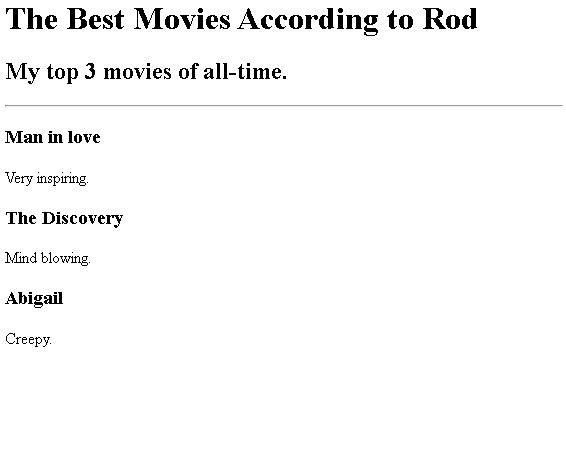 The Best Movies According to Rod
My top 3 movies of all-time.
Man in love
Very inspiring.
The Discovery
Mind blowing.
Abigail
Creepy.